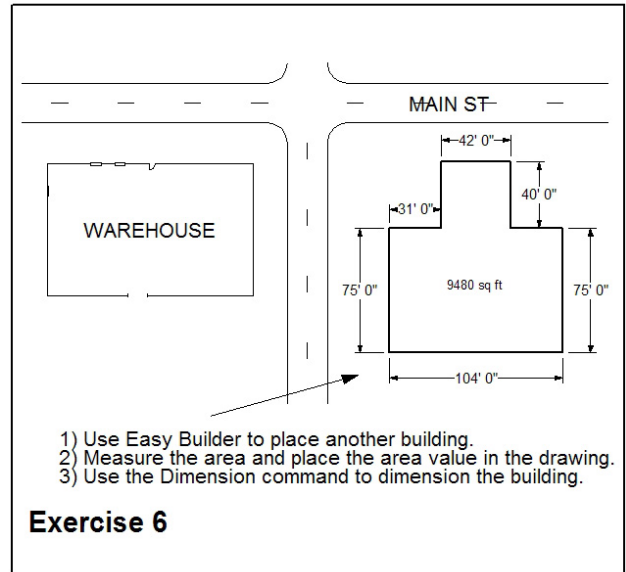 MAIN ST
42' 0"
40' 0"
31' 0"
WAREHOUSE
75' 0"
9480 sq ft
75' 0"
104' 0"
1) Use Easy Builder to place another building.
2) Measure the area and place the area value in the drawing.
3) Use the Dimension command to dimension the building.
Exercise 6